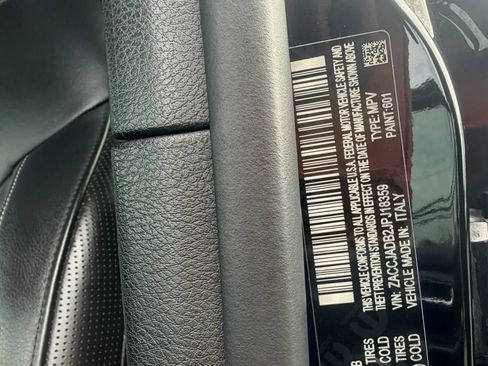 THIS VEHICLE CONFORMS TO ALL APPLICABLE U.S.A. FEDERAL MOTOR VEHICLE SAFETY AND
THEFT PREVENTION STANDARDS IN EFFECT ON THE DATE OF MANUFACTURE SHOWN ABOVE
VIN: ZACCJADB2JPJ18359
TYPE: MPV
VEHICLE MADE IN: ITALY
PAINT: 601
TIRES
COLD
TIRES
COLD